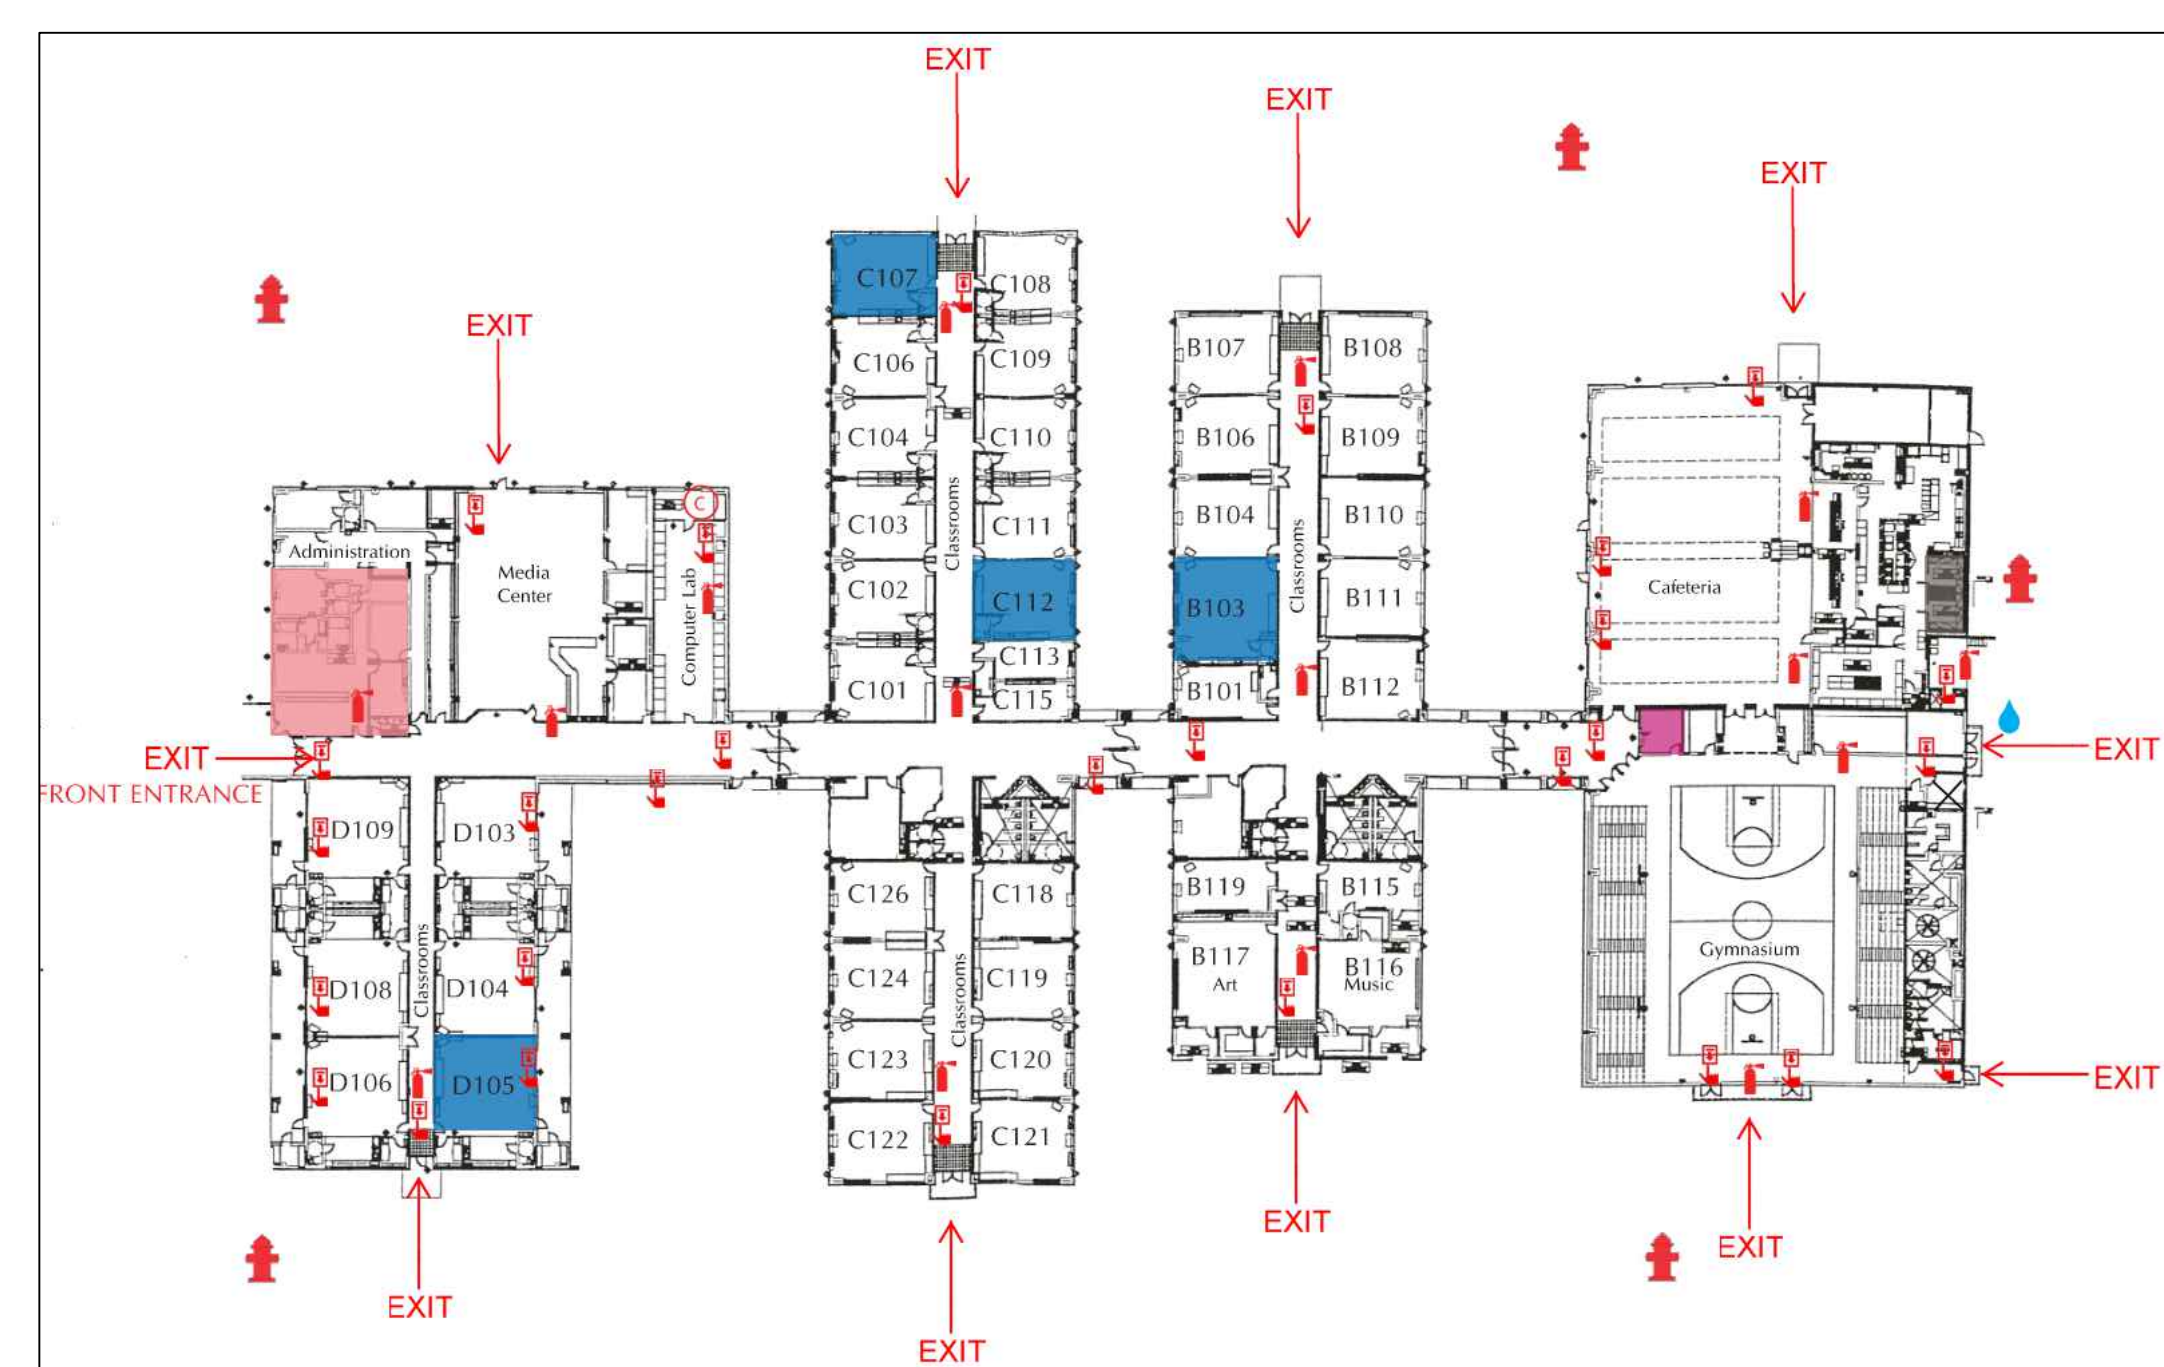 EXIT
EXIT
EXIT
EXIT
EXIT
C107
C108
C106
C109
B107
B108
C104
C110
B106
B109
C
Administration
Media
Center
Computer Lab
C103
Classrooms
C111
B104
Classrooms
B110
C102
C112
B103
B111
Cafeteria
C113
C101
C115
B101
B112
EXIT
FRONT ENTRANCE
EXIT
D109
D103
C126
C118
B119
B115
Classrooms
D108
D104
C124
Classrooms
C119
B117
Art
B116
Music
Gymnasium
D106
D105
C123
C120
EXIT
C122
C121
EXIT
EXIT
EXIT
EXIT